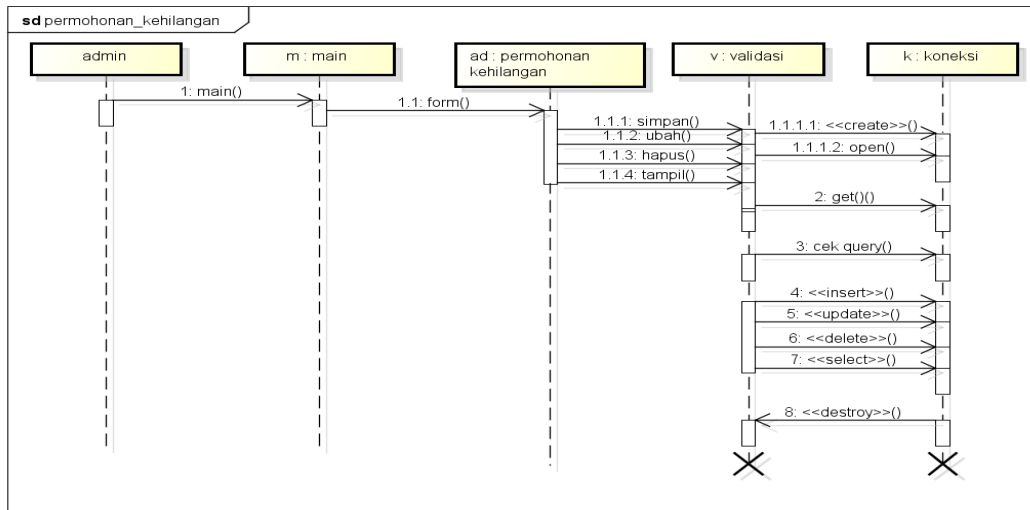 sd permohonan_kehilangan
admin
m : main
ad : permohonan
kehilangan
v : validasi
k : koneksi
1: main()
1.1: form()
1.1.1: simpan()
1.1.2: ubah()
1.1.3: hapus()
1.1.4: tampil()
1.1.1.1: <<create>>()
1.1.1.2: open()
2: get()()
3: cek query()
4: <<insert>>()
5: <<update>>()
6: <<delete>>()
7: <<select>>()
8: <<destroy>>()